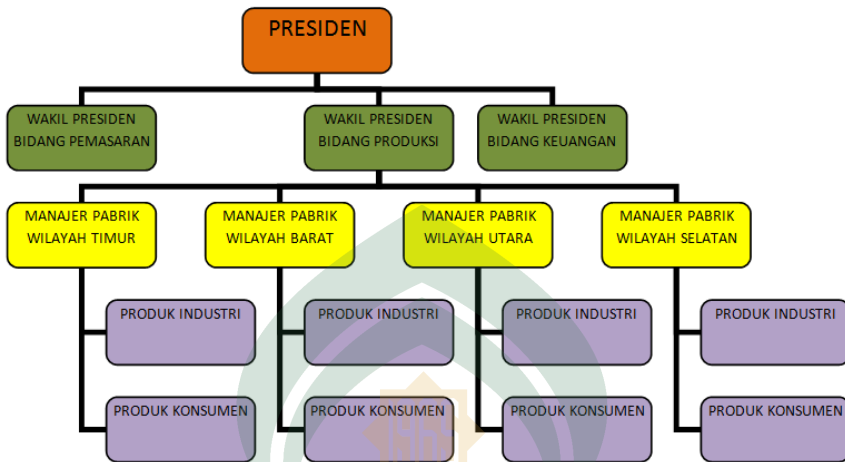 PRESIDEN
WAKIL PRESIDEN
BIDANG PEMASARAN
WAKIL PRESIDEN
BIDANG PRODUKSI
WAKIL PRESIDEN
BIDANG KEUANGAN
MANAJER PABRIK
WILAYAH TIMUR
MANAJER PABRIK
WILAYAH BARAT
MANAJER PABRIK
WILAYAH UTARA
MANAJER PABRIK
WILAYAH SELATAN
PRODUK INDUSTRI
PRODUK INDUSTRI
PRODUK INDUSTRI
PRODUK INDUSTRI
PRODUK KONSUMEN
PRODUK KONSUMEN
PRODUK KONSUMEN
PRODUK KONSUMEN